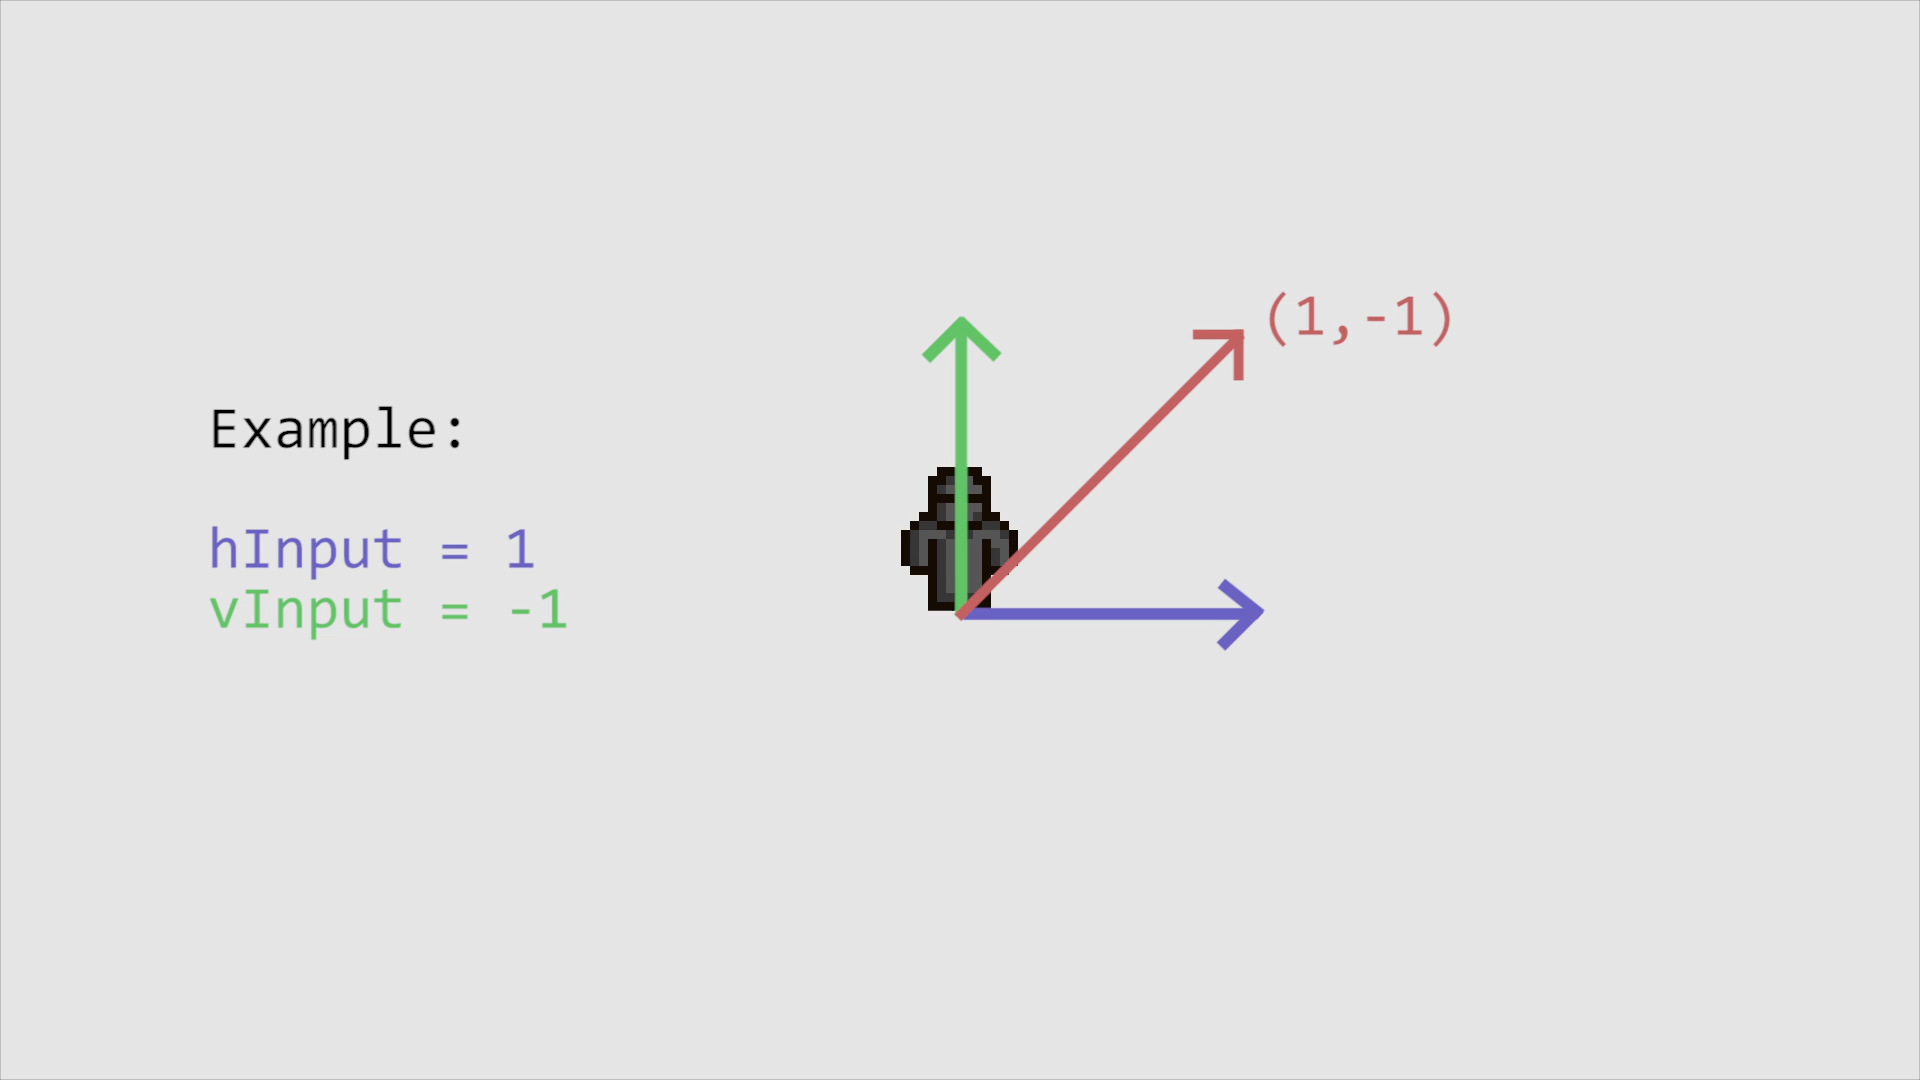 (1,-1)
Example:
hInput = 1
vInput = -1